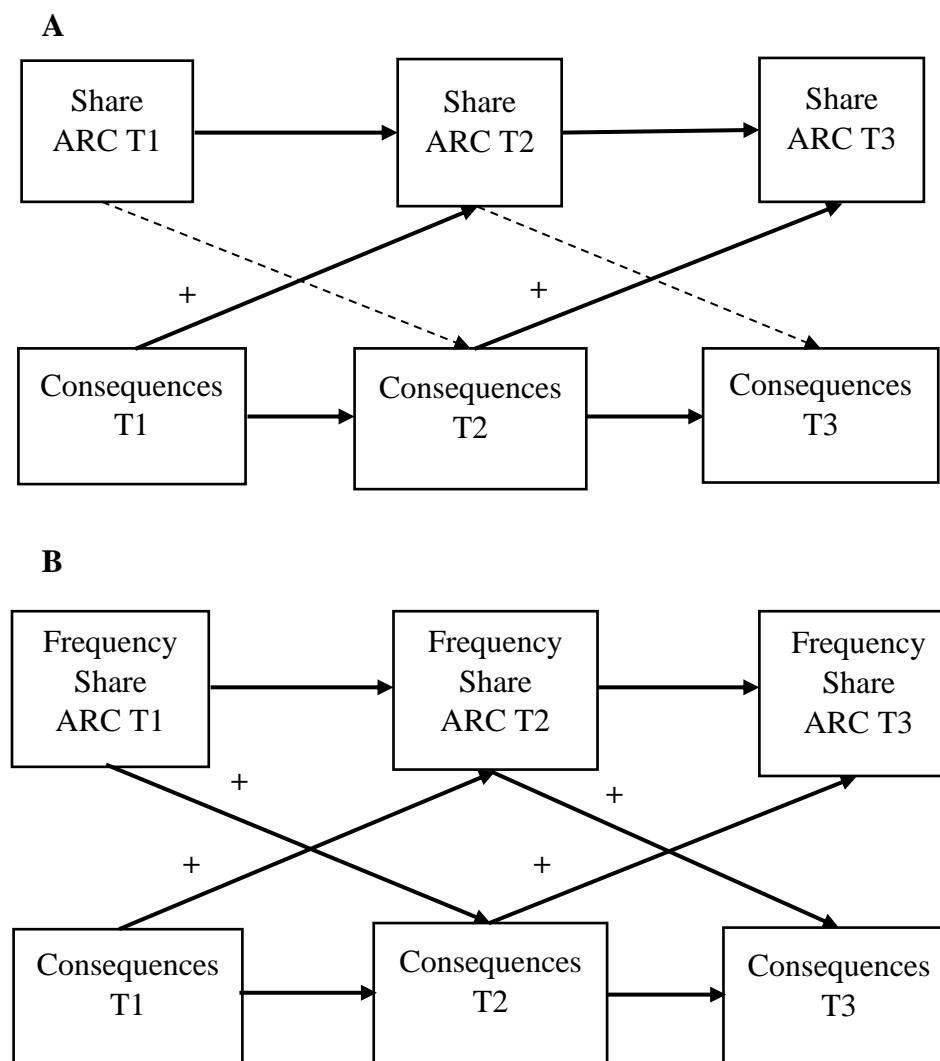 A
Share
ARC T1
Share
ARC T2
Share
ARC T3
+
+
Consequences
T1
Consequences
T2
Consequences
T3
B
Frequency
Share
ARC T1
Frequency
Share
ARC T2
Frequency
Share
ARC T3
+
+
+
+
Consequences
T1
Consequences
T2
Consequences
T3